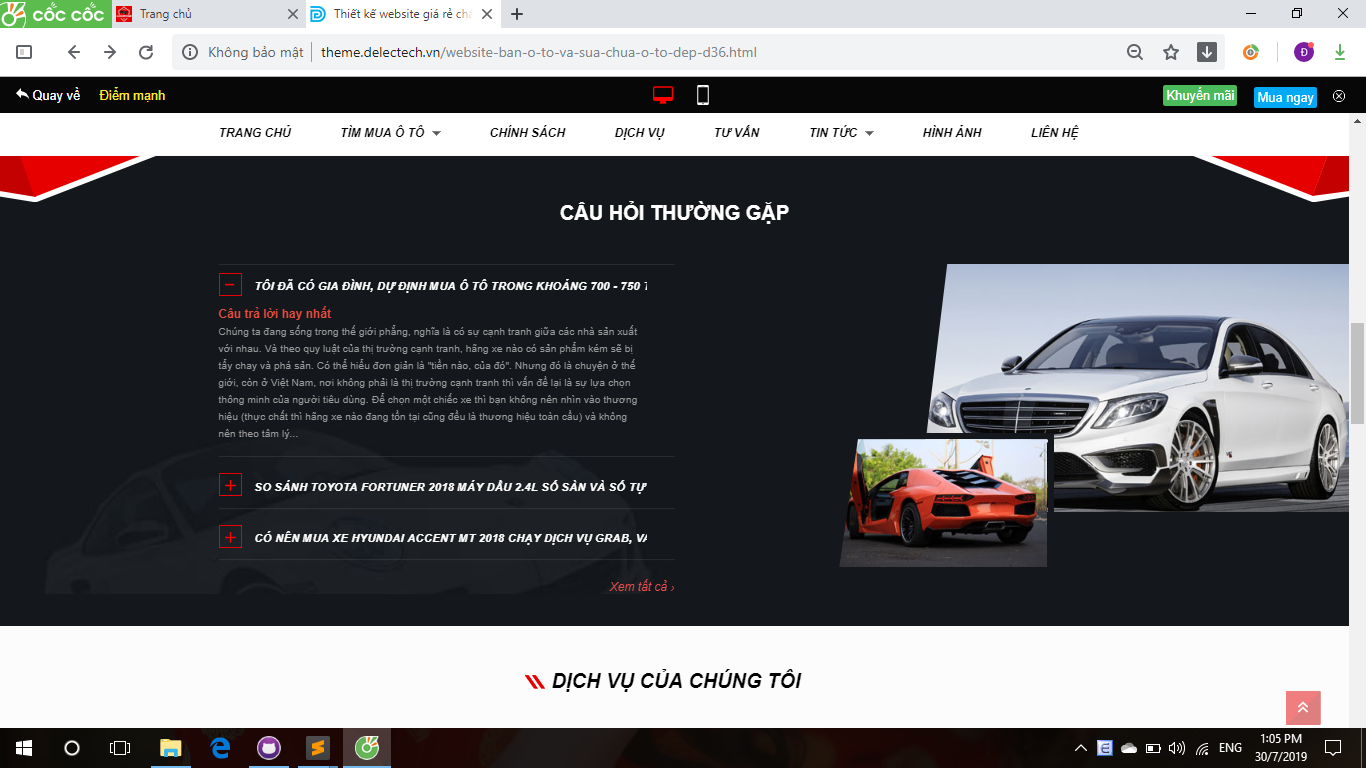 cốc cốc
Trang chủ
Thiết kế website giá rẻ ch
Không bảo mật
theme.delectech.vn/website-ban-o-to-va-sua-chua-o-to-dep-d36.html
Đ
Quay về
Điểm mạnh
Khuyến mãi
Mua ngay
TRANG CHỦ
TÌM MUA Ô TÔ
CHÍNH SÁCH
DỊCH VỤ
TƯ VẤN
TIN TỨC
HÌNH ẢNH
LIÊN HỆ
CÂU HỎI THƯỜNG GẶP
TÔI ĐÃ CÓ GIA ĐÌNH, DỰ ĐỊNH MUA Ô TÔ TRONG KHOẢNG 700 - 750 T
Câu trả lời hay nhất
Chúng ta đang sống trong thế giới phẳng, nghĩa là có sự cạnh tranh giữa các nhà sản xuất
với nhau. Và theo quy luật của thị trường cạnh tranh, hãng xe nào có sản phẩm kém sẽ bị
tẩy chay và phá sản. Có thể hiểu đơn giản là "tiền nào, của đó". Nhưng đó là chuyện ở thế
giới, còn ở Việt Nam, nơi không phải là thị trường cạnh tranh thì vấn đề lại là sự lựa chọn
thông minh của người tiêu dùng. Để chọn một chiếc xe thì bạn không nên nhìn vào thương
hiệu (thực chất thì hãng xe nào đang tồn tại cũng đều là thương hiệu toàn cầu) và không
nên theo tâm lý...
SO SÁNH TOYOTA FORTUNER 2018 MÁY DẦU 2.4L SỐ SÀN VÀ SỐ TỰ
CÓ NÊN MUA XE HYUNDAI ACCENT MT 2018 CHẠY DỊCH VỤ GRAB, VA
Xem tất cả ›
DỊCH VỤ CỦA CHÚNG TÔI
ENG
1:05 PM
30/7/2019